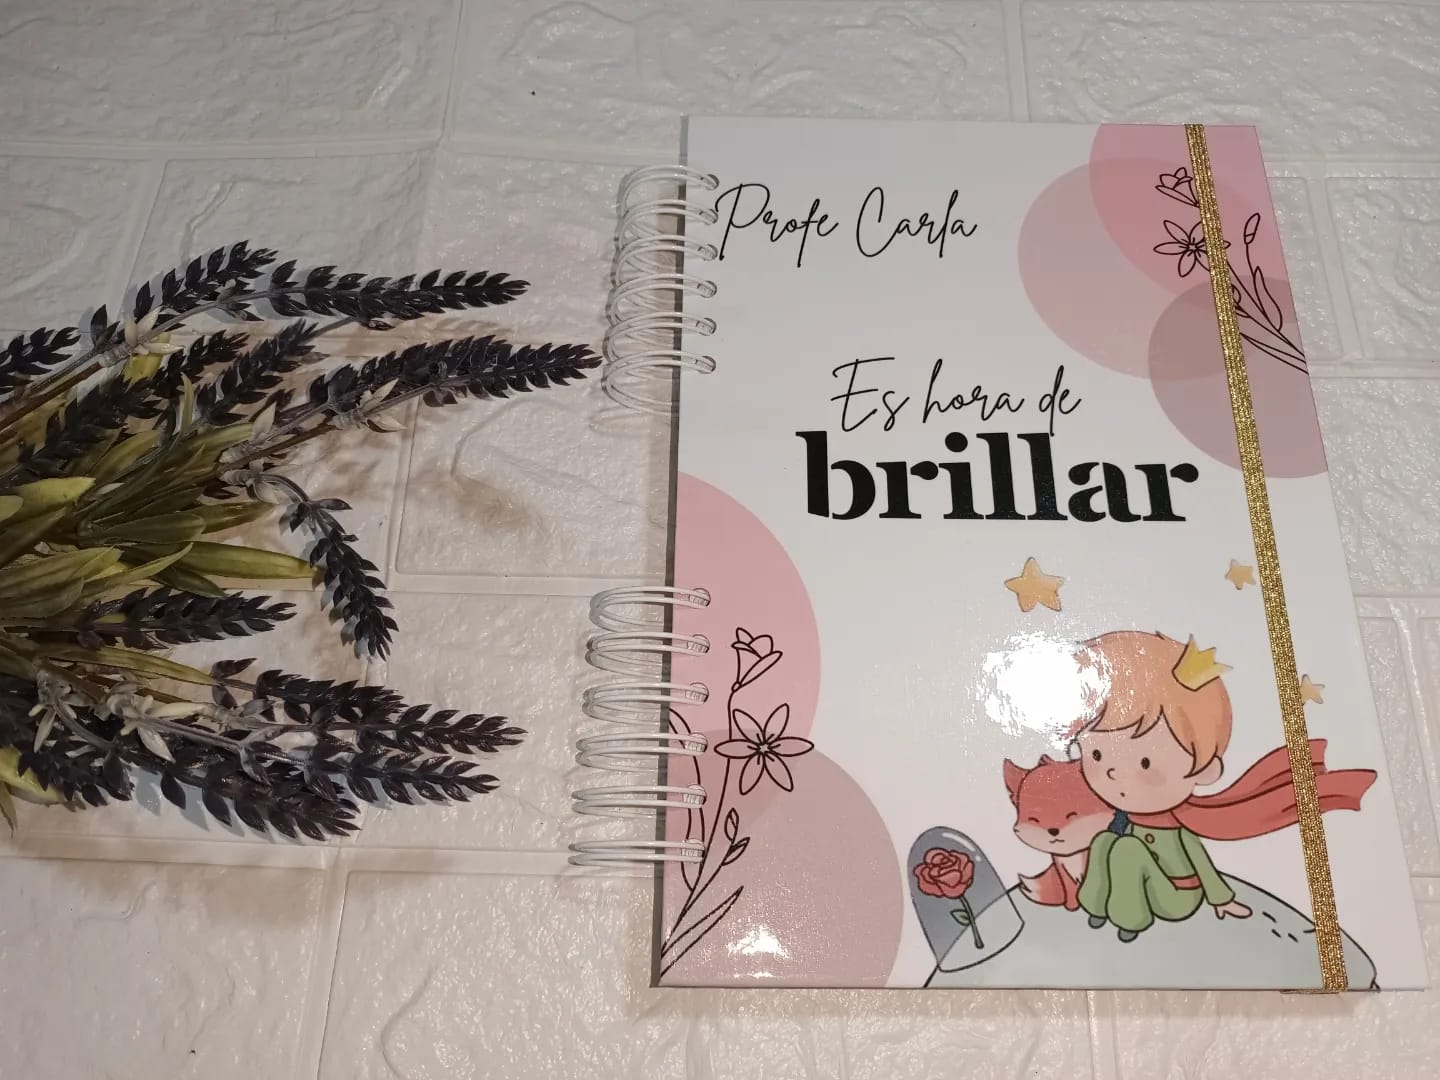 Profe Carla
Es hora de
brillar